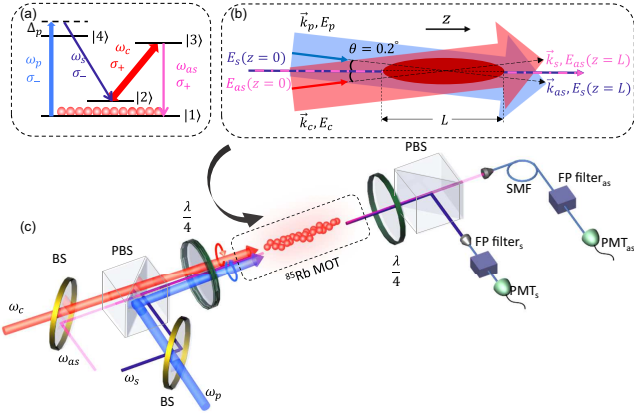 (a)
Δp
|4⟩
|3⟩
ωp
σ−
ωs
σ−
ωc
σ+
ωas
σ+
|2⟩
|1⟩
(b)
k⃗p, Ep
z
Es(z=0)
θ = 0.2°
k⃗s, Eas(z=L)
Eas(z=0)
k⃗as, Es(z=L)
k⃗c, Ec
L
(c)
PBS
SMF
FP filteras
PMTas
λ/4
PBS
BS
85Rb MOT
λ/4
FP filters
PMTs
ωc
ωas
ωs
BS
ωp